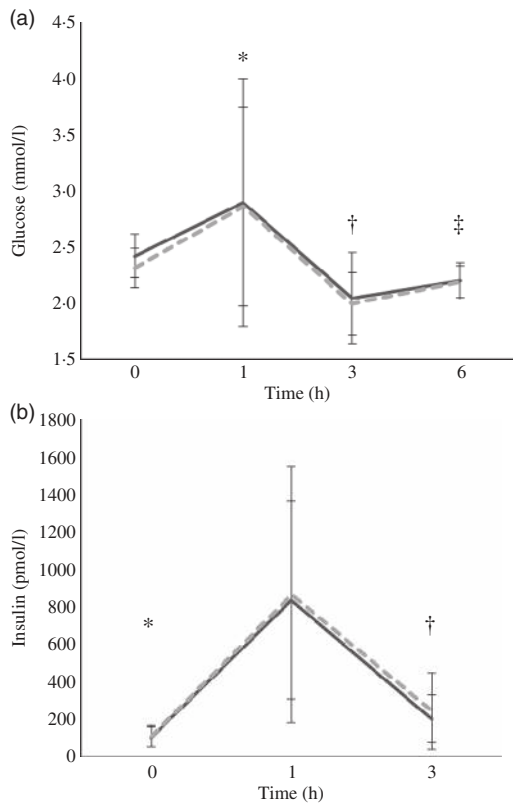 (a)
4·5
4·0
3·5
3·0
2·5
2·0
1·5
Glucose (mmol/l)
*
†
‡
0 1 3 6
Time (h)
(b)
1800
1600
1400
1200
1000
800
600
400
200
0
Insulin (pmol/l)
*
†
0 1 3
Time (h)